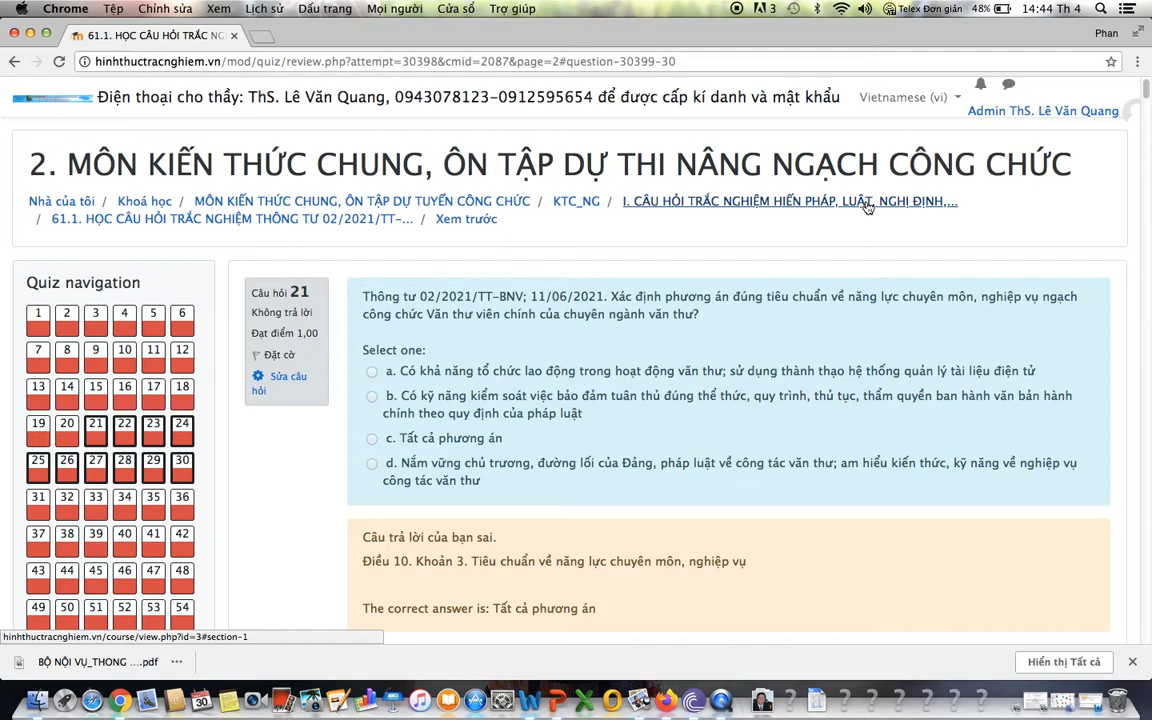 Chrome Tệp Chỉnh sửa Xem Lịch sử Dấu trang Mọi người Cửa sổ Trợ giúp 3 Telex Đơn giản 48% 14:44 Th 4
61.1. HỌC CÂU HỎI TRẮC NG Phan
hinhthuctracnghiem.vn/mod/quiz/review.php?attempt=30398&cmid=2087&page=2#question-30399-30
Điện thoại cho thầy: ThS. Lê Văn Quang, 0943078123-0912595654 để được cấp kí danh và mật khẩu Vietnamese (vi)
Admin ThS. Lê Văn Quang
2. MÔN KIẾN THỨC CHUNG, ÔN TẬP DỰ THI NÂNG NGẠCH CÔNG CHỨC
Nhà của tôi / Khoá học / MÔN KIẾN THỨC CHUNG, ÔN TẬP DỰ TUYỂN CÔNG CHỨC / KTC_NG / I. CÂU HỎI TRẮC NGHIỆM HIẾN PHÁP, LUẬT, NGHỊ ĐỊNH,...
/ 61.1. HỌC CÂU HỎI TRẮC NGHIỆM THÔNG TƯ 02/2021/TT-... / Xem trước
Quiz navigation
1 2 3 4 5 6
7 8 9 10 11 12
13 14 15 16 17 18
19 20 21 22 23 24
25 26 27 28 29 30
31 32 33 34 35 36
37 38 39 40 41 42
43 44 45 46 47 48
49 50 51 52 53 54
Câu hỏi 21
Không trả lời
Đạt điểm 1,00
Đặt cờ
Sửa câu
hỏi
Thông tư 02/2021/TT-BNV; 11/06/2021. Xác định phương án đúng tiêu chuẩn về năng lực chuyên môn, nghiệp vụ ngạch
công chức Văn thư viên chính của chuyên ngành văn thư?
Select one:
a. Có khả năng tổ chức lao động trong hoạt động văn thư; sử dụng thành thạo hệ thống quản lý tài liệu điện tử
b. Có kỹ năng kiểm soát việc bảo đảm tuân thủ đúng thể thức, quy trình, thủ tục, thẩm quyền ban hành văn bản hành
chính theo quy định của pháp luật
c. Tất cả phương án
d. Nắm vững chủ trương, đường lối của Đảng, pháp luật về công tác văn thư; am hiểu kiến thức, kỹ năng về nghiệp vụ
công tác văn thư
Câu trả lời của bạn sai.
Điều 10. Khoản 3. Tiêu chuẩn về năng lực chuyên môn, nghiệp vụ
The correct answer is: Tất cả phương án
hinhthuctracnghiem.vn/course/view.php?id=3#section-1
BỘ NỘI VỤ_THONG ....pdf Hiển thị Tất cả